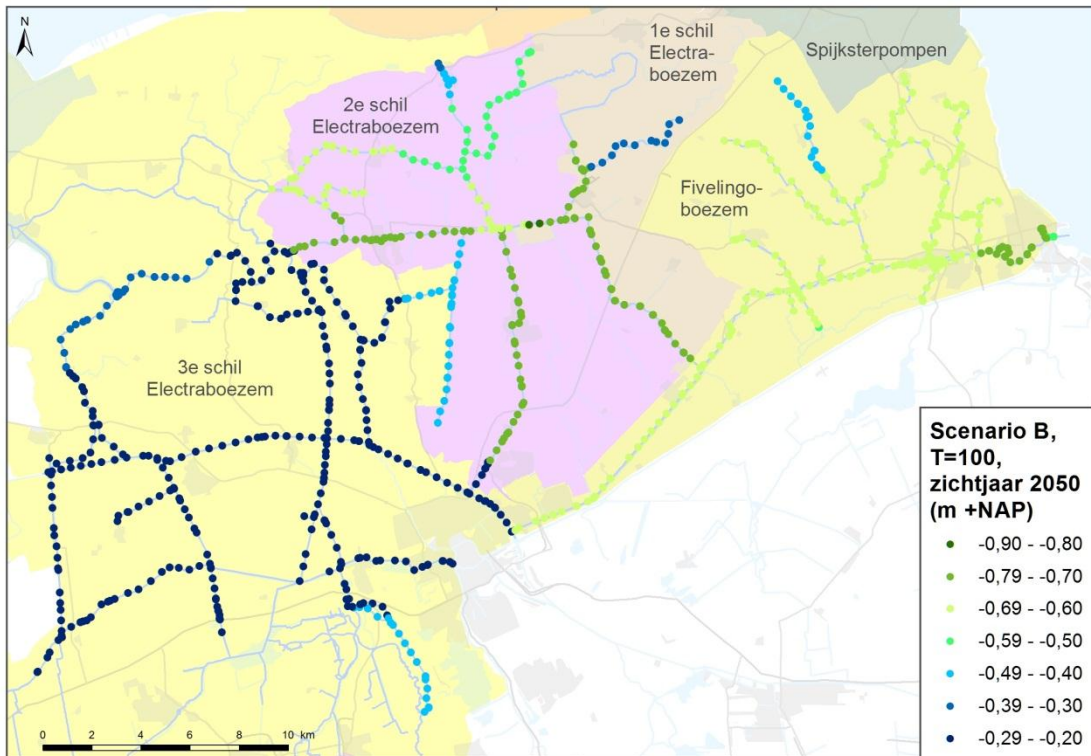 N
1e schil
Electra-
boezem
Spijksterpompen
2e schil
Electraboezem
Fivelingo-
boezem
3e schil
Electraboezem
Scenario B,
T=100,
zichtjaar 2050
(m +NAP)
-0,90 - -0,80
-0,79 - -0,70
-0,69 - -0,60
-0,59 - -0,50
-0,49 - -0,40
-0,39 - -0,30
-0,29 - -0,20
0 2 4 6 8 10 km